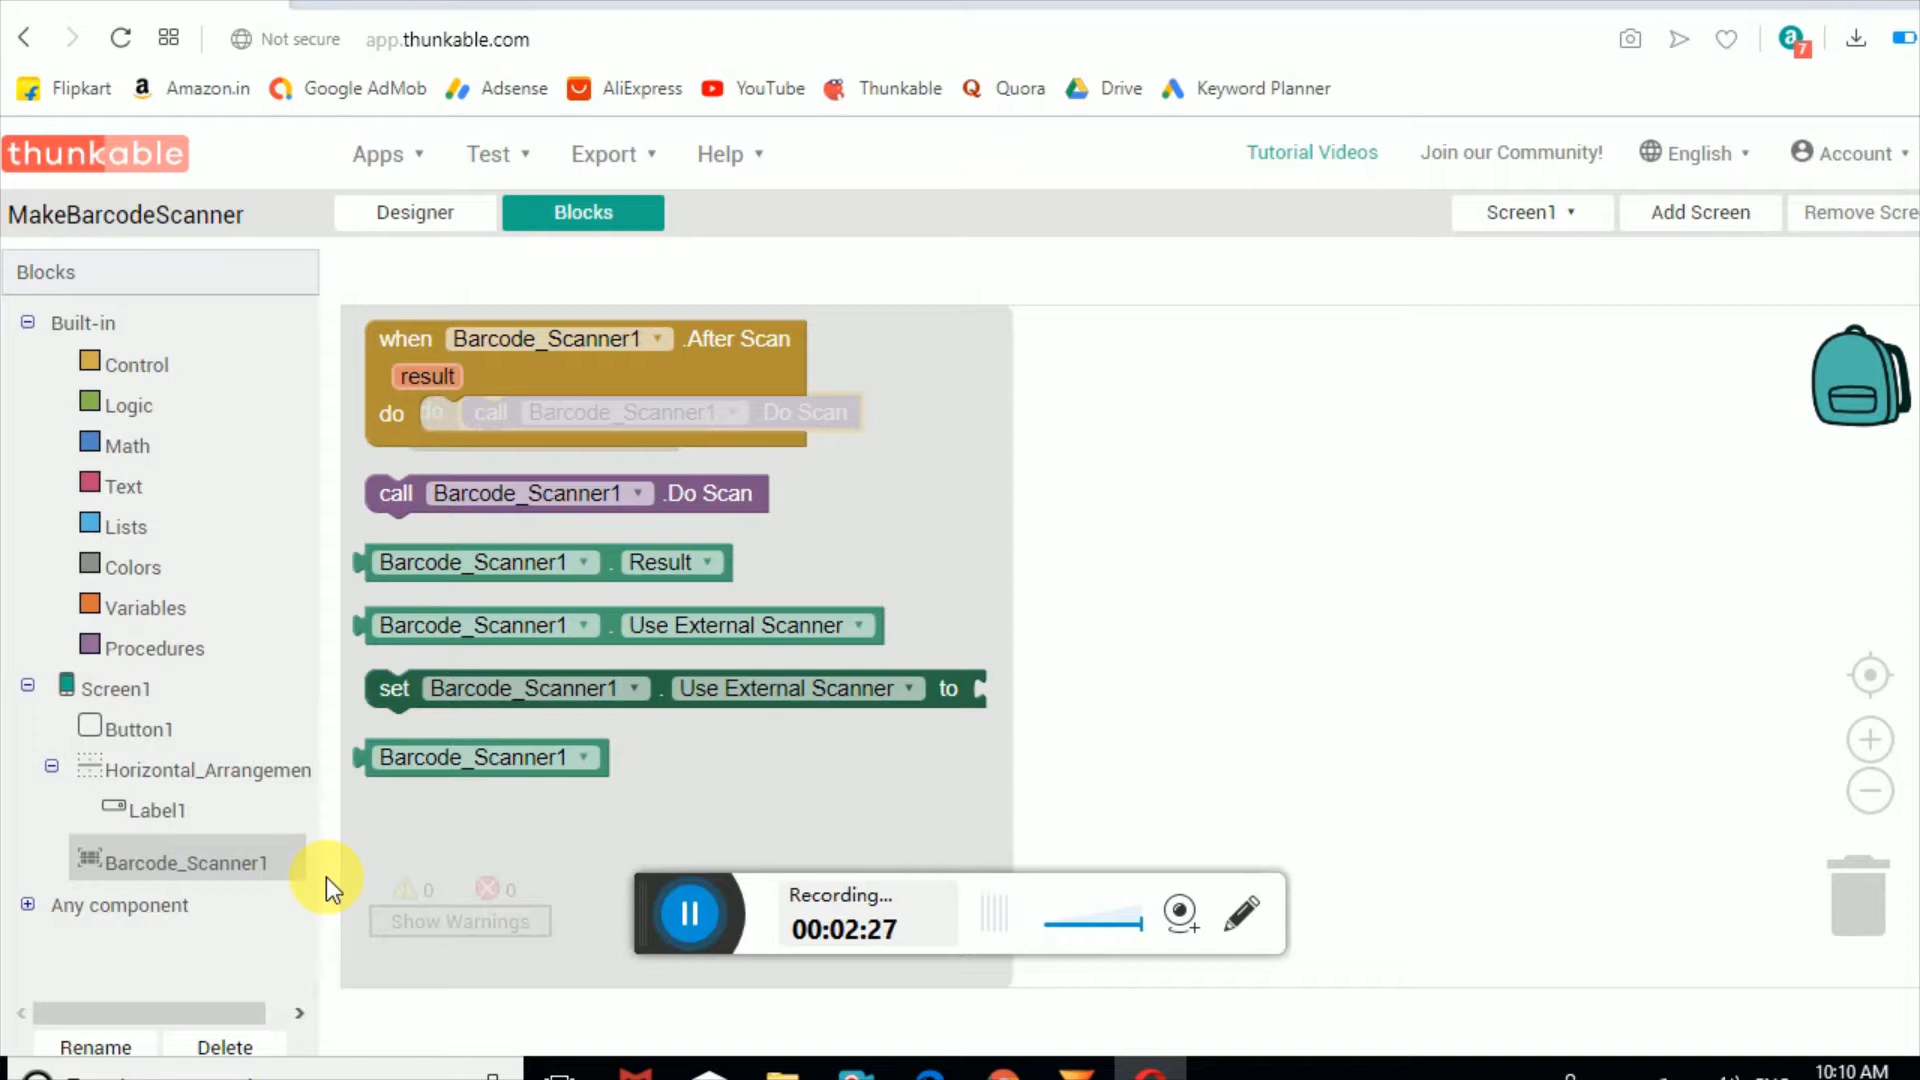 Not secure app.thunkable.com
7
Flipkart Amazon.in Google AdMob Adsense AliExpress YouTube Thunkable Quora Drive Keyword Planner
thunkable Apps Test Export Help Tutorial Videos Join our Community! English Account
MakeBarcodeScanner Designer Blocks Screen1 Add Screen Remove Scre
Blocks
Built-in
Control
Logic
Math
Text
Lists
Colors
Variables
Procedures
Screen1
Button1
Horizontal_Arrangemen
Label1
Barcode_Scanner1
Any component
Rename Delete
when Barcode_Scanner1 .After Scan
result
do do call Barcode_Scanner1 Do Scan
call Barcode_Scanner1 .Do Scan
Barcode_Scanner1 . Result
Barcode_Scanner1 . Use External Scanner
set Barcode_Scanner1 . Use External Scanner to
Barcode_Scanner1
0 0
Show Warnings
Recording...
00:02:27
10:10 AM